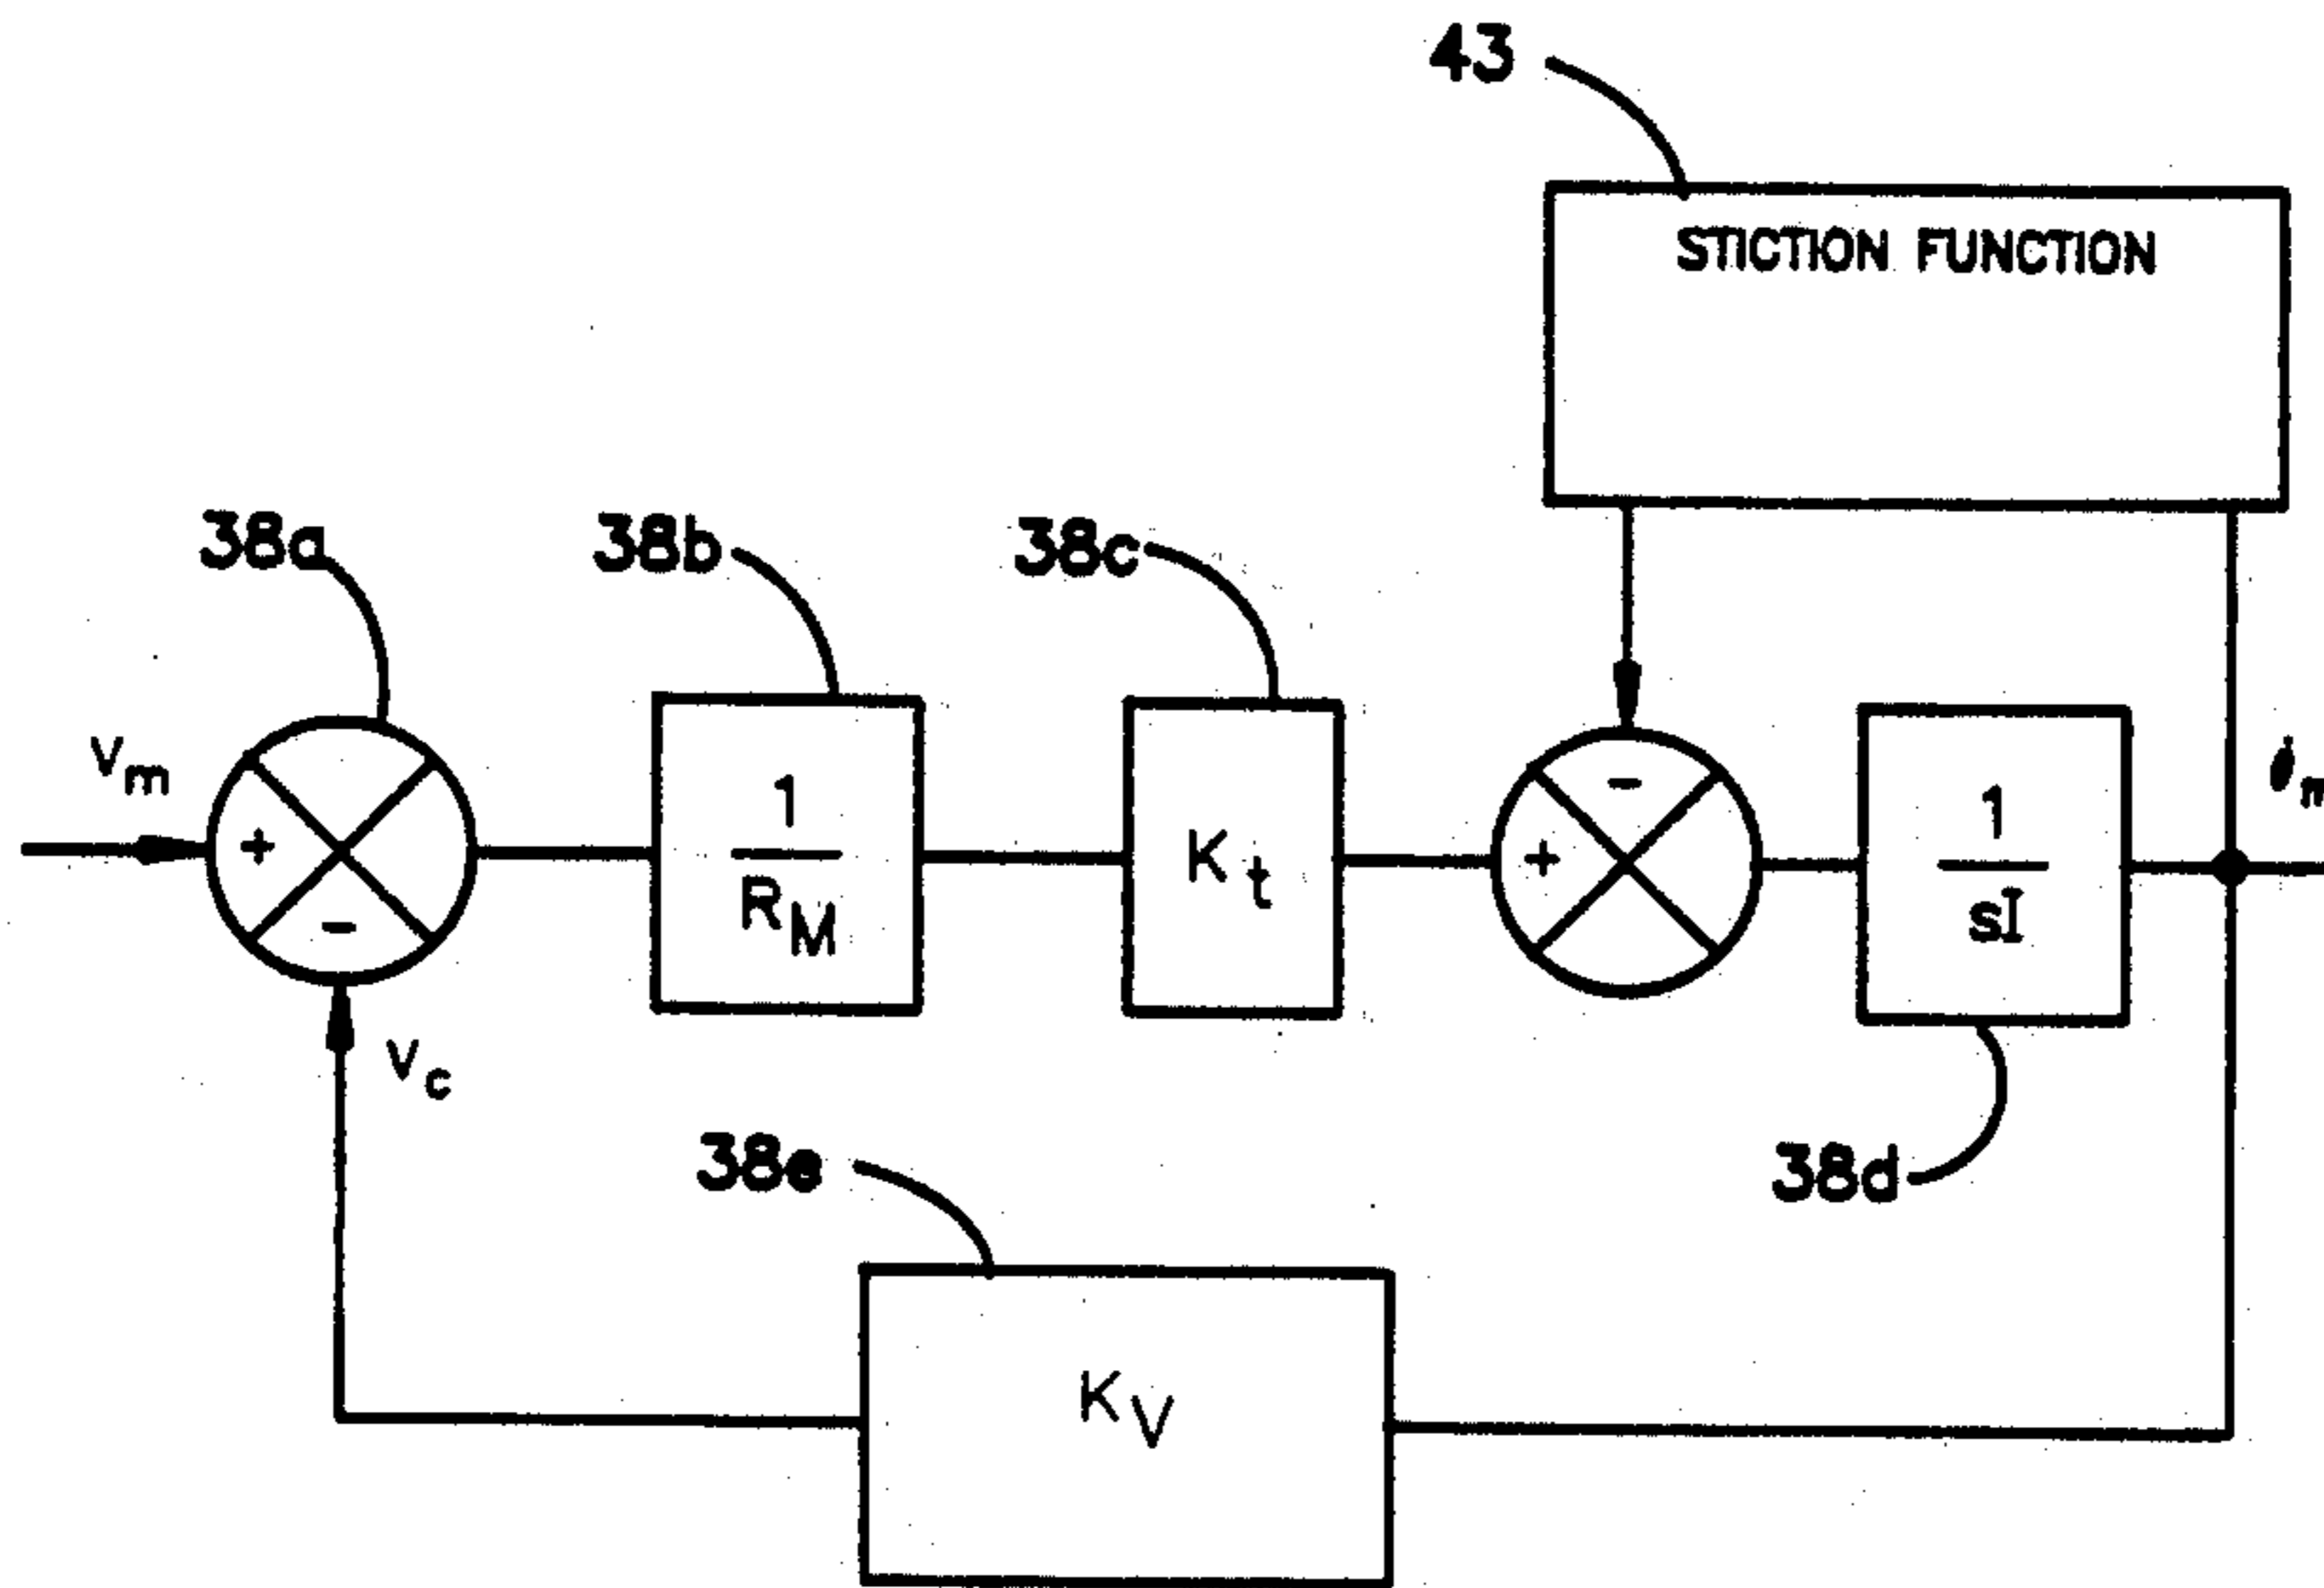 43
STICTION FUNCTION
38a
38b
38c
V_m
+
-
1
R_M
K_t
-
+
1
sI
V_c
38e
38d
K_V